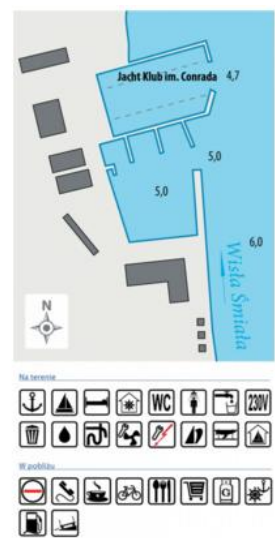 Jacht Klub im. Conrada 4,7
5,0
5,0
6,0
Wisła Śmiała
N
Na terenie
WC
230V
W pobliżu
G